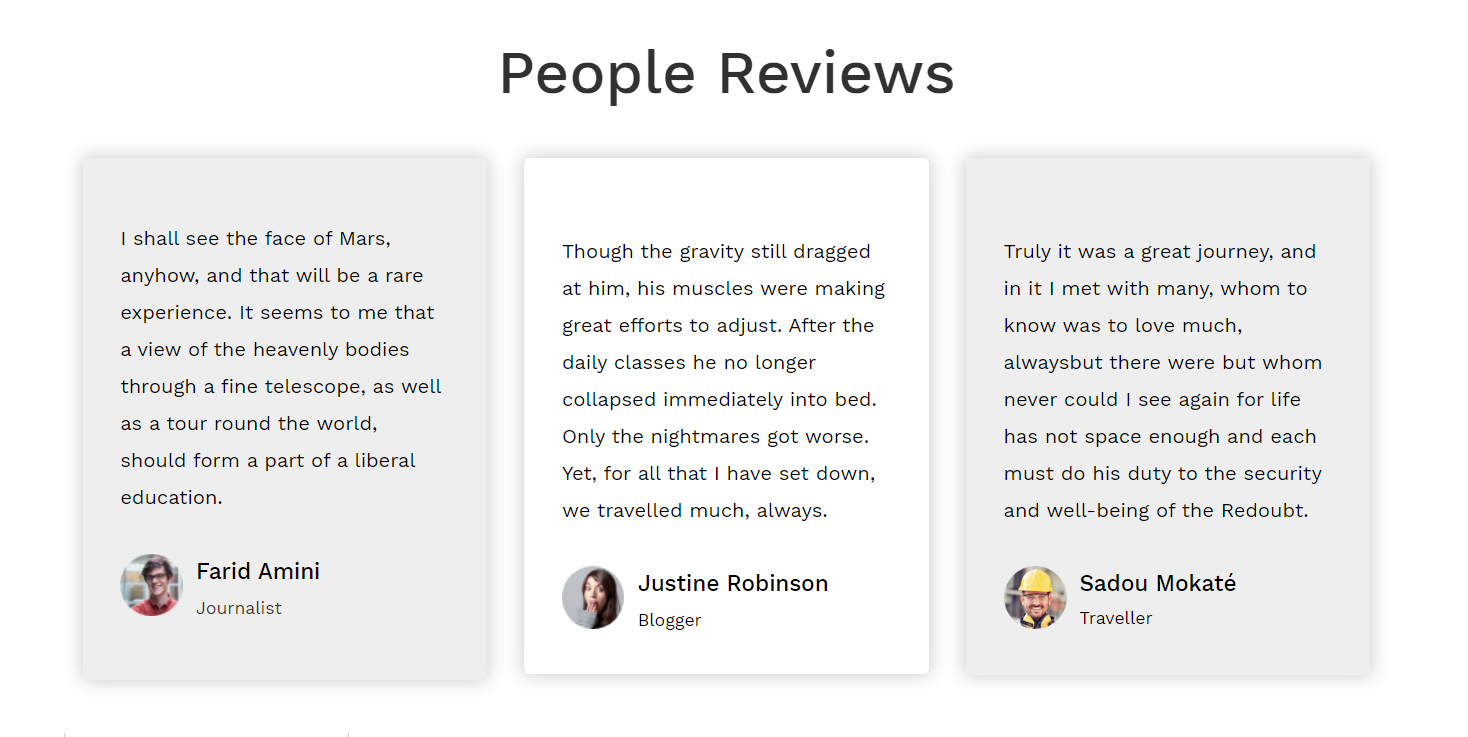 People Reviews
I shall see the face of Mars,
anyhow, and that will be a rare
experience. It seems to me that
a view of the heavenly bodies
through a fine telescope, as well
as a tour round the world,
should form a part of a liberal
education.
Farid Amini
Journalist
Though the gravity still dragged
at him, his muscles were making
great efforts to adjust. After the
daily classes he no longer
collapsed immediately into bed.
Only the nightmares got worse.
Yet, for all that I have set down,
we travelled much, always.
Justine Robinson
Blogger
Truly it was a great journey, and
in it I met with many, whom to
know was to love much,
alwaysbut there were but whom
never could I see again for life
has not space enough and each
must do his duty to the security
and well-being of the Redoubt.
Sadou Mokaté
Traveller